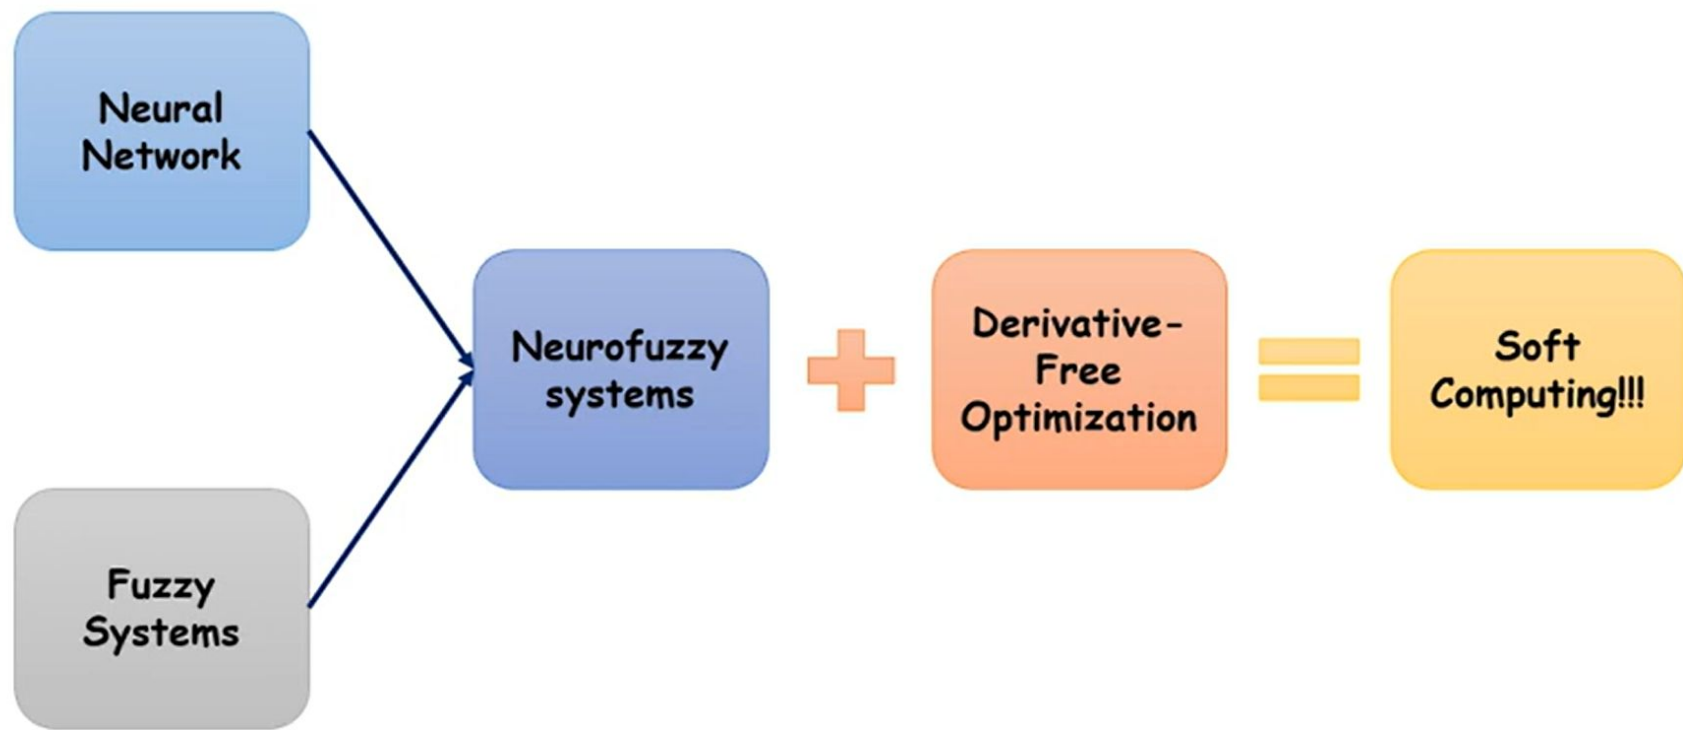 Neural
Network
Fuzzy
Systems
Neurofuzzy
systems
Derivative-
Free
Optimization
Soft
Computing!!!